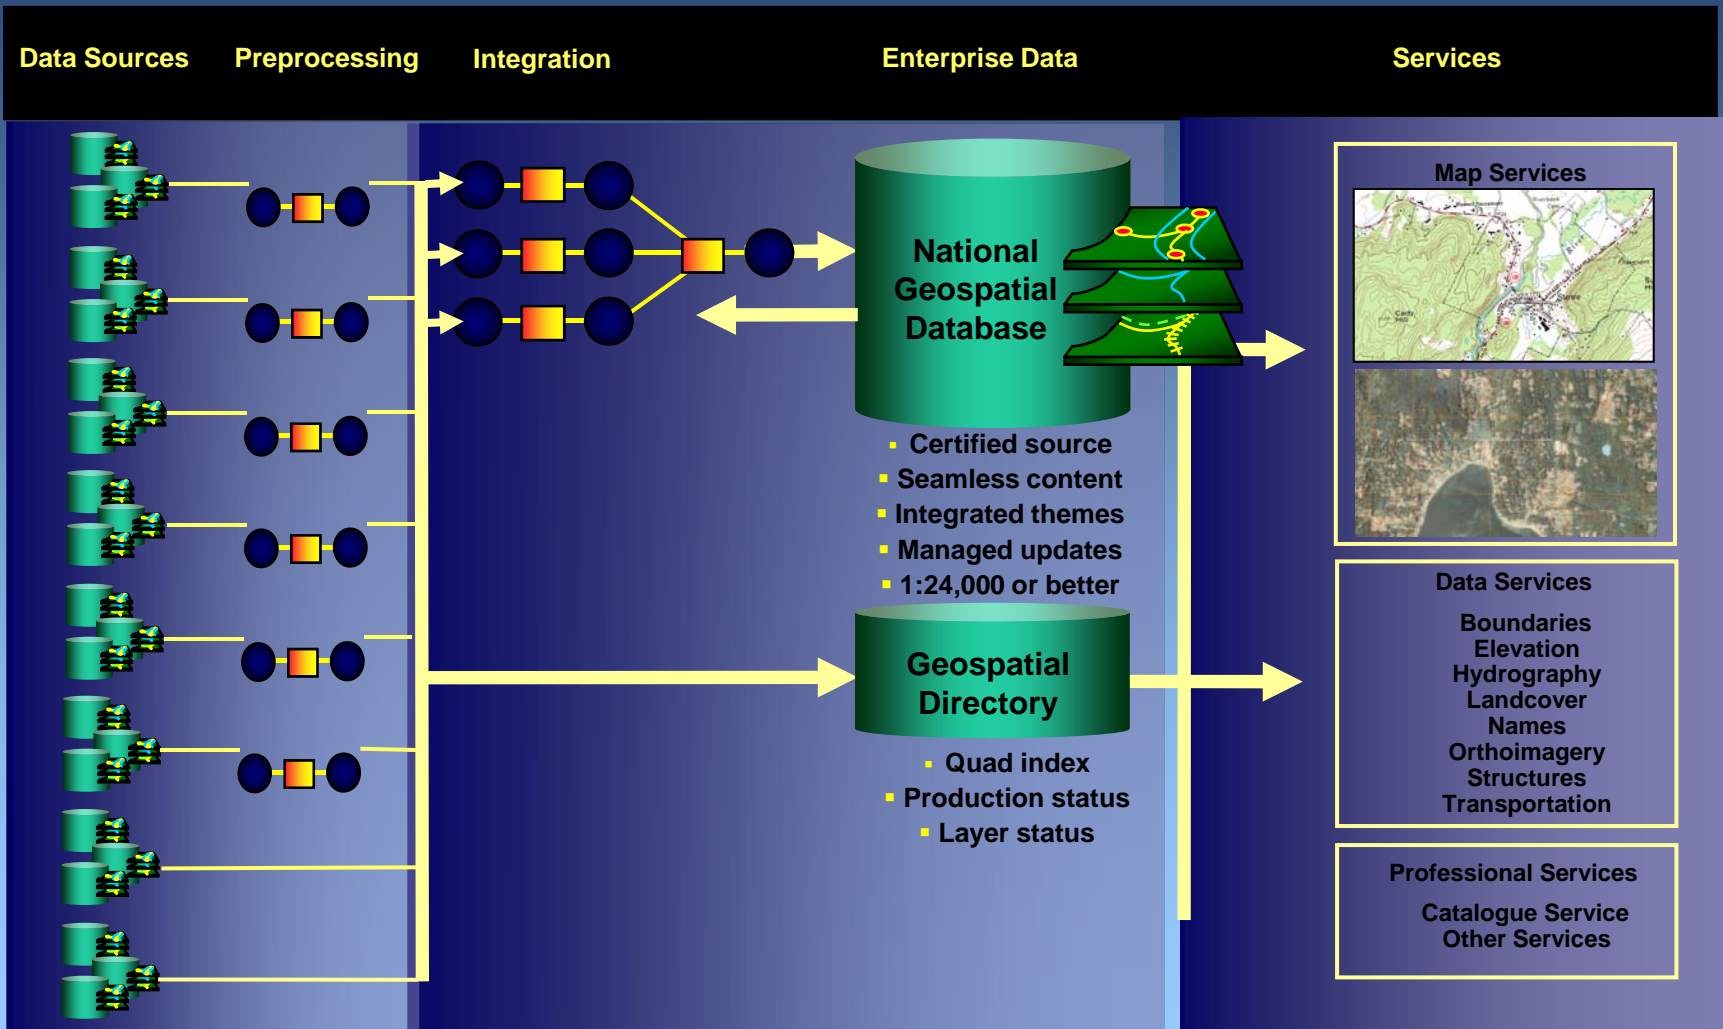 Data Sources
Preprocessing
Integration
Enterprise Data
Services
National
Geospatial
Database
▪ Certified source
▪ Seamless content
▪ Integrated themes
▪ Managed updates
▪ 1:24,000 or better
Geospatial
Directory
▪ Quad index
▪ Production status
▪ Layer status
Map Services
Data Services
Boundaries
Elevation
Hydrography
Landcover
Names
Orthoimagery
Structures
Transportation
Professional Services
Catalogue Service
Other Services